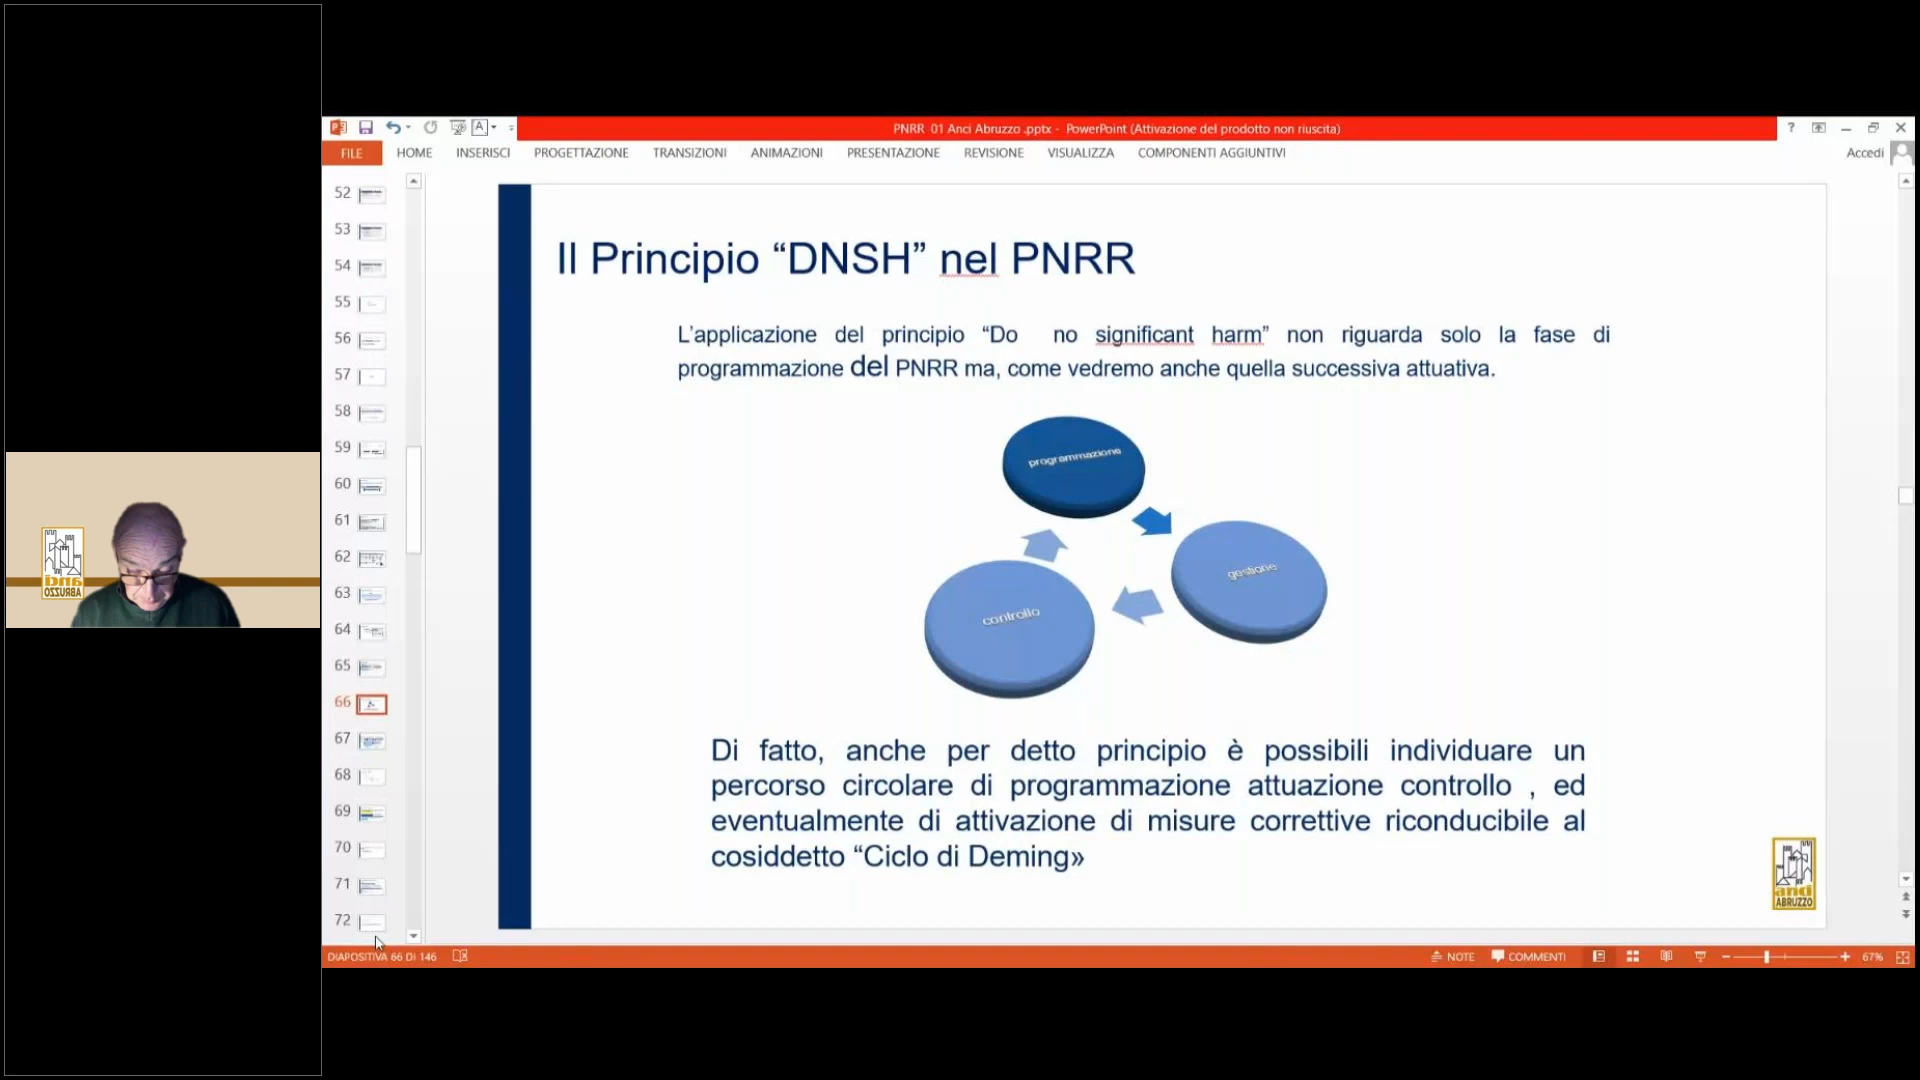 PNRR 01 Anci Abruzzo .pptx - PowerPoint (Attivazione del prodotto non riuscita)
FILE HOME INSERISCI PROGETTAZIONE TRANSIZIONI ANIMAZIONI PRESENTAZIONE REVISIONE VISUALIZZA COMPONENTI AGGIUNTIVI
Accedi
52
53
54
55
56
57
58
59
60
61
62
63
64
65
66
67
68
69
70
71
72
Il Principio “DNSH” nel PNRR
L’applicazione del principio “Do no significant harm” non riguarda solo la fase di
programmazione del PNRR ma, come vedremo anche quella successiva attuativa.
programmazione
gestione
controllo
Di fatto, anche per detto principio è possibili individuare un
percorso circolare di programmazione attuazione controllo , ed
eventualmente di attivazione di misure correttive riconducibile al
cosiddetto “Ciclo di Deming»
anci
ABRUZZO
anci
ABRUZZO
DIAPOSITIVA 66 DI 146
NOTE COMMENTI
67%